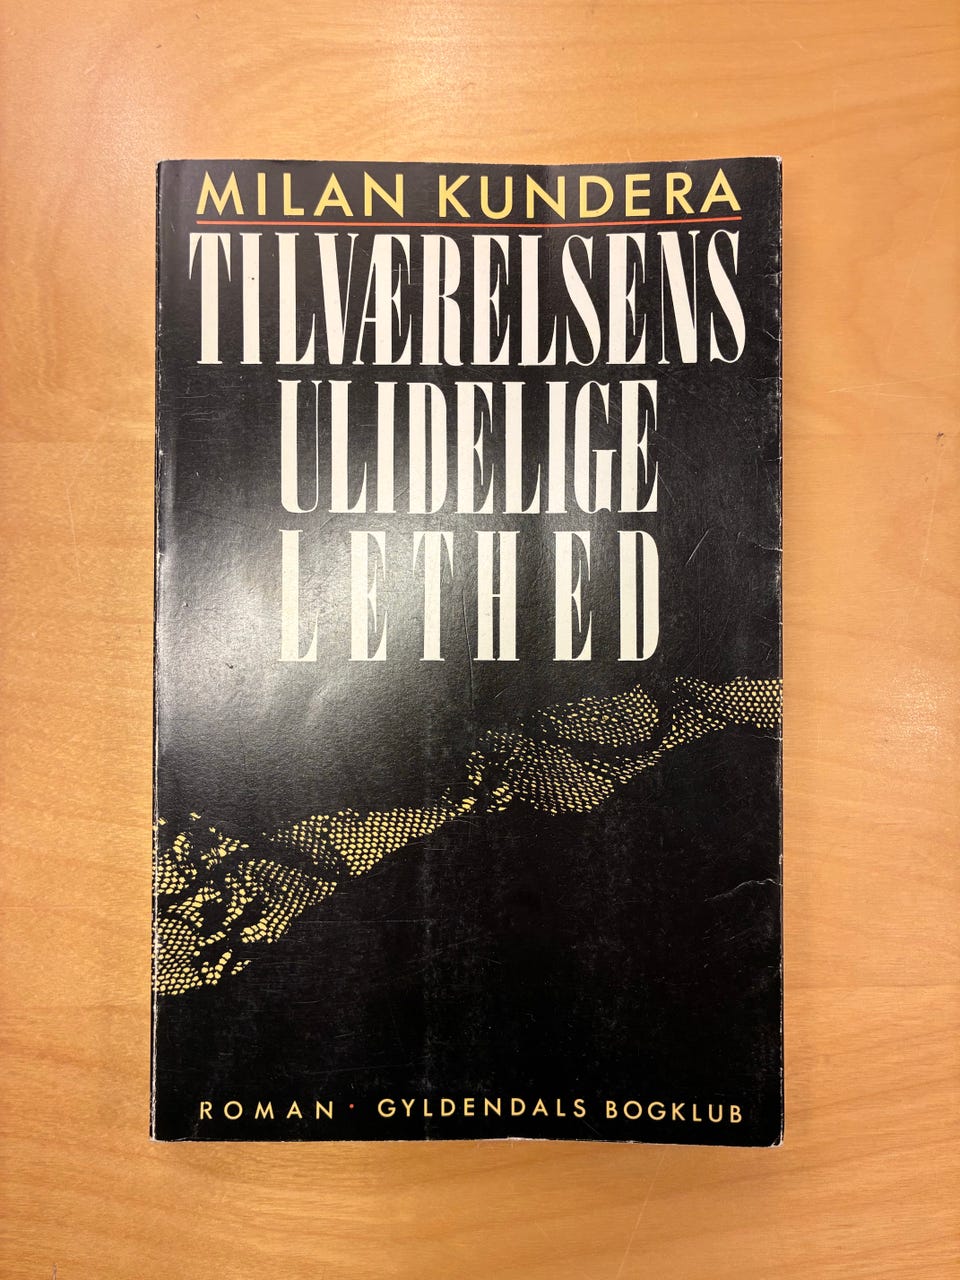 MILAN KUNDERA
TILVÆRELSENS
ULIDELIGE
LETHED
ROMAN · GYLDENDALS BOGKLUB